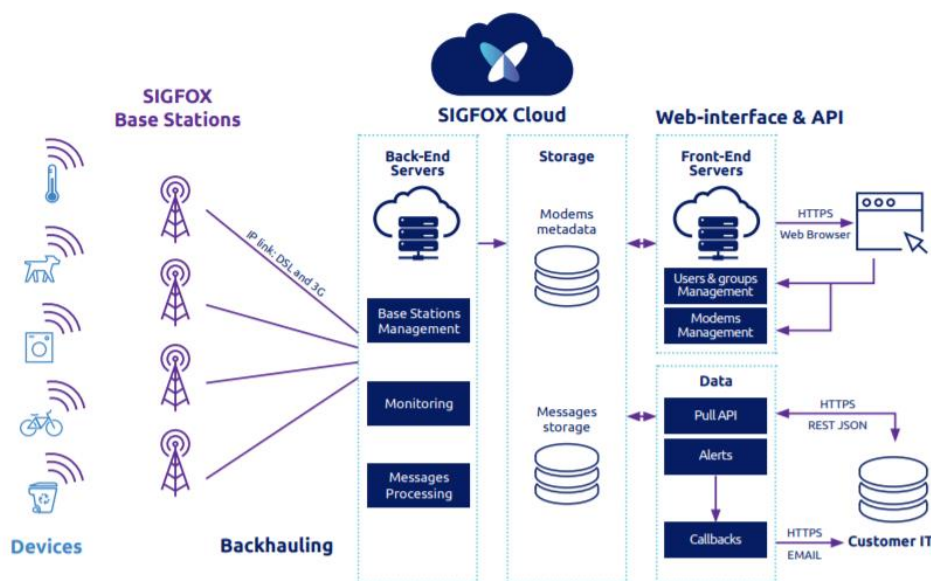 SIGFOX
Base Stations
SIGFOX Cloud
Web-interface & API
Back-End
Servers
Storage
Front-End
Servers
Modems
metadata
HTTPS
Web Browser
IP link: DSL and 3G
Users & groups
Management
Base Stations
Management
Modems
Management
Data
Monitoring
Messages
storage
Pull API
HTTPS
REST JSON
Alerts
Messages
Processing
Devices
Backhauling
Callbacks
HTTPS
EMAIL
Customer IT